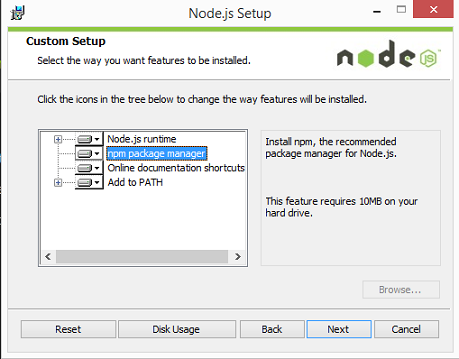 Node.js Setup
Custom Setup
Select the way you want features to be installed.
node
JS
Click the icons in the tree below to change the way features will be installed.
Node.js runtime
npm package manager
Online documentation shortcuts
Add to PATH
Install npm, the recommended
package manager for Node.js.
This feature requires 10MB on your
hard drive.
Browse...
Reset
Disk Usage
Back
Next
Cancel